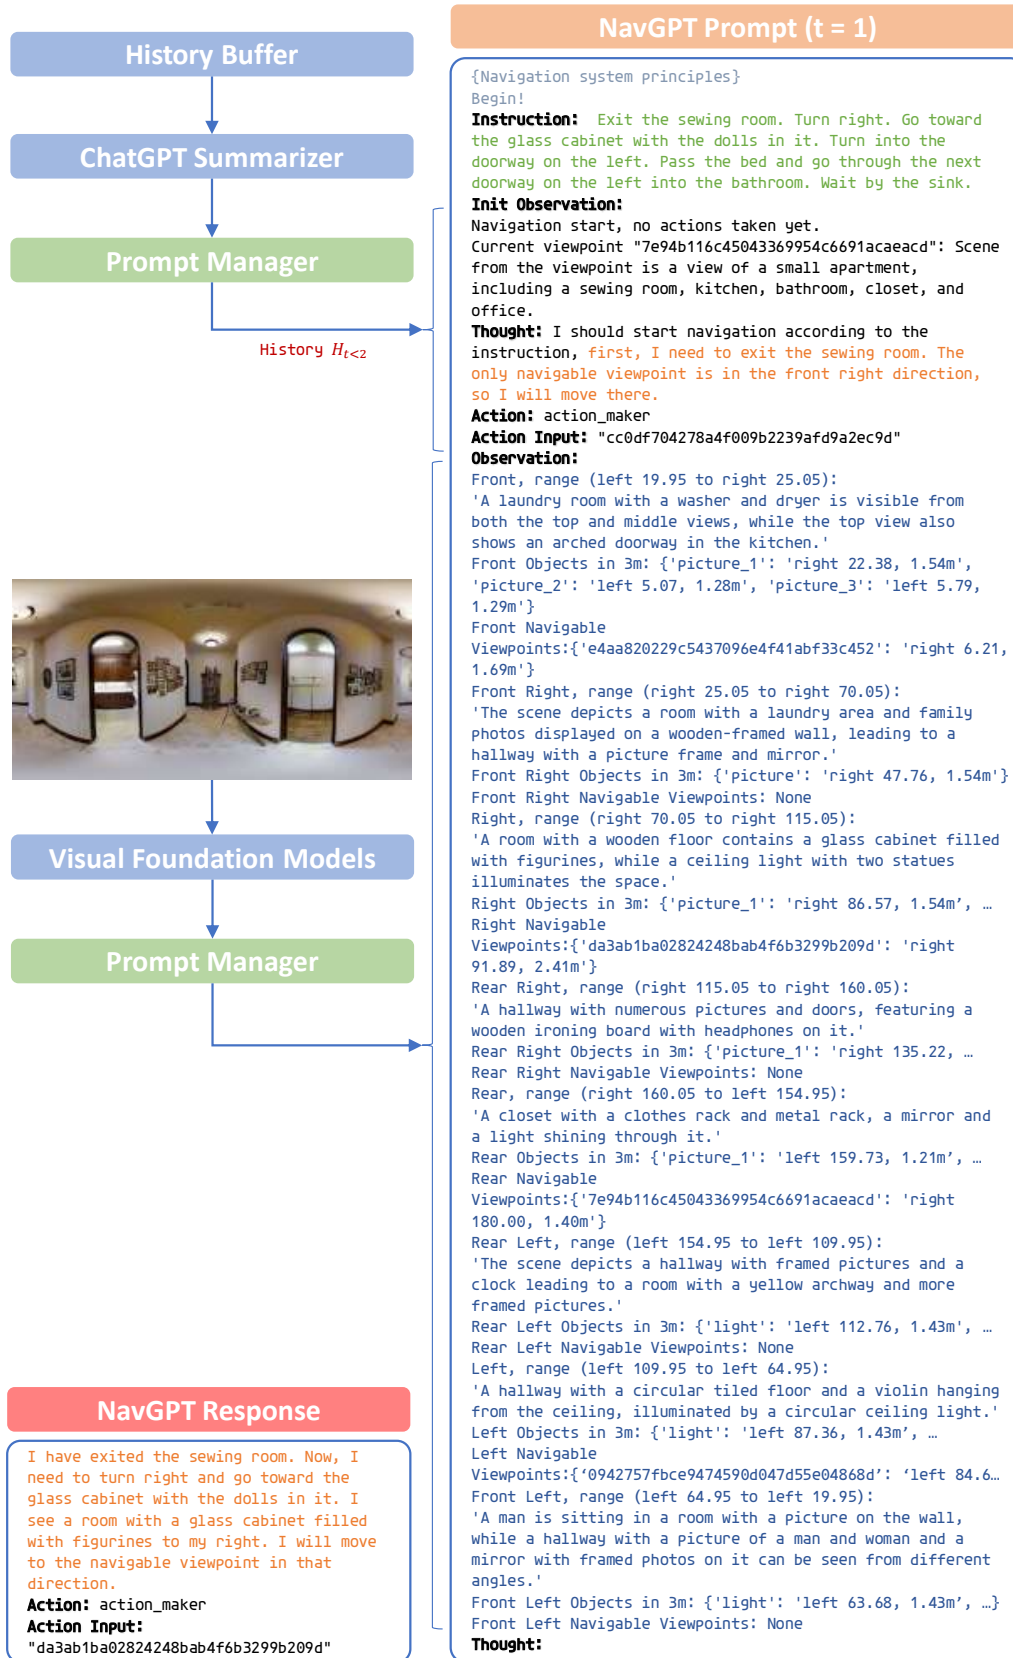 History Buffer
ChatGPT Summarizer
Prompt Manager
History H_{t<2}
Visual Foundation Models
Prompt Manager
NavGPT Response
I have exited the sewing room. Now, I
need to turn right and go toward the
glass cabinet with the dolls in it. I
see a room with a glass cabinet filled
with figurines to my right. I will move
to the navigable viewpoint in that
direction.
Action: action_maker
Action Input:
"da3ab1ba02824248bab4f6b3299b209d"
NavGPT Prompt (t = 1)
{Navigation system principles}
Begin!
Instruction: Exit the sewing room. Turn right. Go toward
the glass cabinet with the dolls in it. Turn into the
doorway on the left. Pass the bed and go through the next
doorway on the left into the bathroom. Wait by the sink.
Init Observation:
Navigation start, no actions taken yet.
Current viewpoint "7e94b116c45043369954c6691acaeacd": Scene
from the viewpoint is a view of a small apartment,
including a sewing room, kitchen, bathroom, closet, and
office.
Thought: I should start navigation according to the
instruction, first, I need to exit the sewing room. The
only navigable viewpoint is in the front right direction,
so I will move there.
Action: action_maker
Action Input: "cc0df704278a4f009b2239afd9a2ec9d"
Observation:
Front, range (left 19.95 to right 25.05):
'A laundry room with a washer and dryer is visible from
both the top and middle views, while the top view also
shows an arched doorway in the kitchen.'
Front Objects in 3m: {'picture_1': 'right 22.38, 1.54m',
'picture_2': 'left 5.07, 1.28m', 'picture_3': 'left 5.79,
1.29m'}
Front Navigable
Viewpoints:{'e4aa820229c5437096e4f41abf33c452': 'right 6.21,
1.69m'}
Front Right, range (right 25.05 to right 70.05):
'The scene depicts a room with a laundry area and family
photos displayed on a wooden-framed wall, leading to a
hallway with a picture frame and mirror.'
Front Right Objects in 3m: {'picture': 'right 47.76, 1.54m'}
Front Right Navigable Viewpoints: None
Right, range (right 70.05 to right 115.05):
'A room with a wooden floor contains a glass cabinet filled
with figurines, while a ceiling light with two statues
illuminates the space.'
Right Objects in 3m: {'picture_1': 'right 86.57, 1.54m’, …
Right Navigable
Viewpoints:{'da3ab1ba02824248bab4f6b3299b209d': 'right
91.89, 2.41m'}
Rear Right, range (right 115.05 to right 160.05):
'A hallway with numerous pictures and doors, featuring a
wooden ironing board with headphones on it.'
Rear Right Objects in 3m: {'picture_1': 'right 135.22, …
Rear Right Navigable Viewpoints: None
Rear, range (right 160.05 to left 154.95):
'A closet with a clothes rack and metal rack, a mirror and
a light shining through it.'
Rear Objects in 3m: {'picture_1': 'left 159.73, 1.21m’, …
Rear Navigable
Viewpoints:{'7e94b116c45043369954c6691acaeacd': 'right
180.00, 1.40m'}
Rear Left, range (left 154.95 to left 109.95):
'The scene depicts a hallway with framed pictures and a
clock leading to a room with a yellow archway and more
framed pictures.'
Rear Left Objects in 3m: {'light': 'left 112.76, 1.43m', …
Rear Left Navigable Viewpoints: None
Left, range (left 109.95 to left 64.95):
'A hallway with a circular tiled floor and a violin hanging
from the ceiling, illuminated by a circular ceiling light.'
Left Objects in 3m: {'light': 'left 87.36, 1.43m’, …
Left Navigable
Viewpoints:{‘0942757fbce9474590d047d55e04868d’: ‘left 84.6…
Front Left, range (left 64.95 to left 19.95):
'A man is sitting in a room with a picture on the wall,
while a hallway with a picture of a man and woman and a
mirror with framed photos on it can be seen from different
angles.'
Front Left Objects in 3m: {'light': 'left 63.68, 1.43m’, …}
Front Left Navigable Viewpoints: None
Thought: